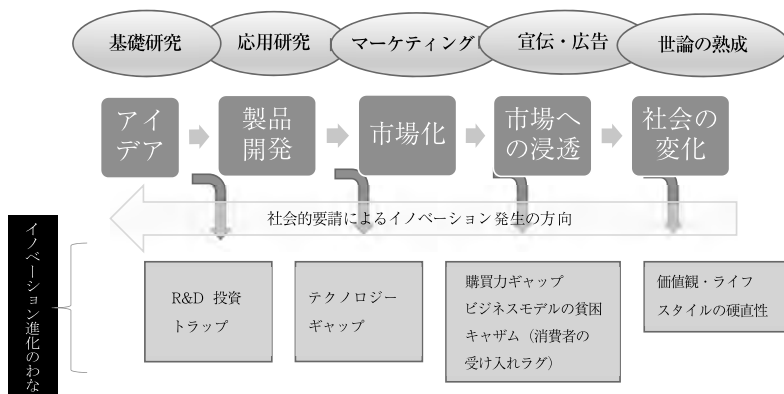 基礎研究
応用研究
マーケティング
宣伝・広告
世論の熟成
アイ
デア
製品
開発
市場化
市場へ
の浸透
社会の
変化
社会的要請によるイノベーション発生の方向
イノベーション進化のわな
R&D 投資
トラップ
テクノロジー
ギャップ
購買力ギャップ
ビジネスモデルの貧困
キャザム（消費者の
受け入れラグ）
価値観・ライフ
スタイルの硬直性